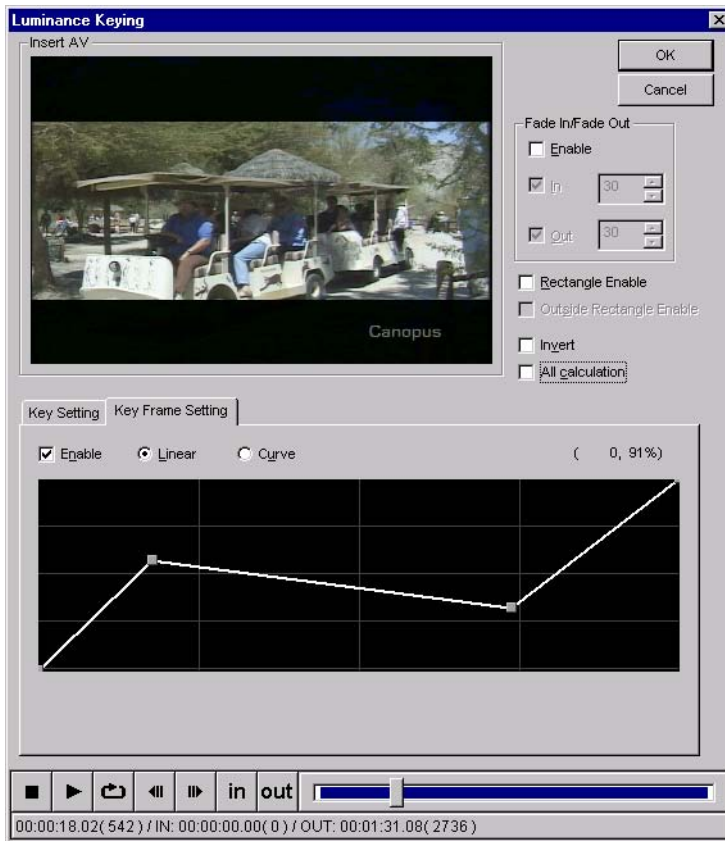 Luminance Keying
Insert AV
OK
Cancel
Canopus
Fade In/Fade Out
Enable
In 30
Out 30
Rectangle Enable
Outside Rectangle Enable
Invert
All calculation
Key Setting Key Frame Setting
Enable Linear Curve ( 0, 91%)
in out
00:00:18.02( 542 ) / IN: 00:00:00.00( 0 ) / OUT: 00:01:31.08( 2736 )